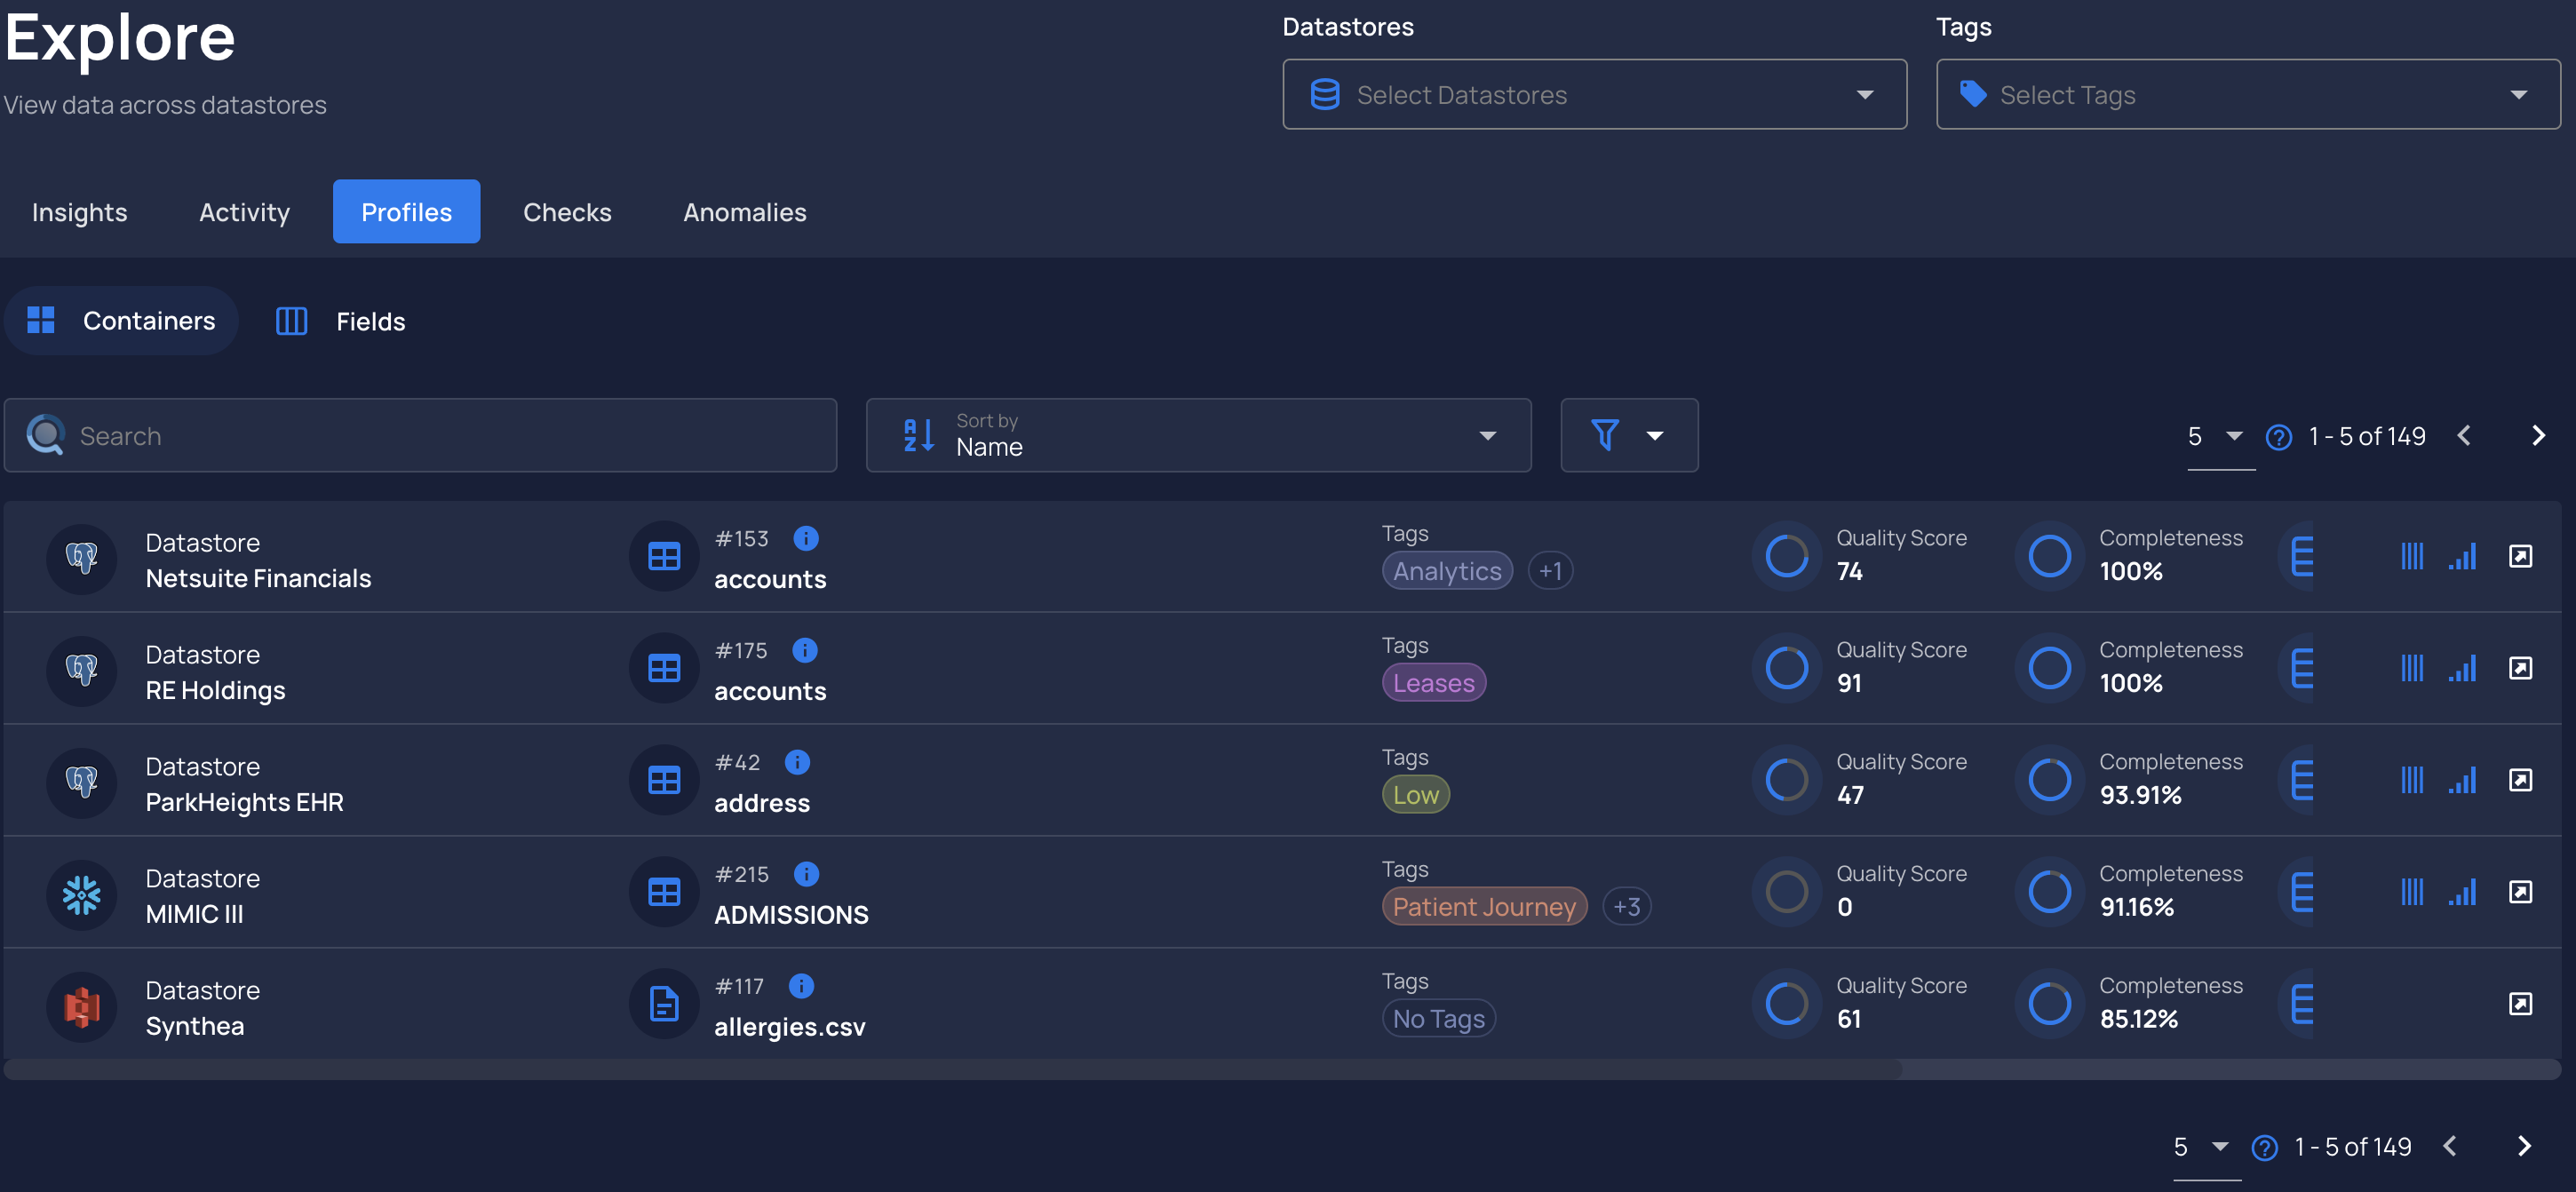 Explore
View data across datastores
Datastores
Select Datastores
Tags
Select Tags
Insights
Activity
Profiles
Checks
Anomalies
Containers
Fields
Search
Sort by
Name
5
1 - 5 of 149
Datastore
Netsuite Financials
#153
accounts
Tags
Analytics
+1
Quality Score
74
Completeness
100%
Datastore
RE Holdings
#175
accounts
Tags
Leases
Quality Score
91
Completeness
100%
Datastore
ParkHeights EHR
#42
address
Tags
Low
Quality Score
47
Completeness
93.91%
Datastore
MIMIC III
#215
ADMISSIONS
Tags
Patient Journey
+3
Quality Score
0
Completeness
91.16%
Datastore
Synthea
#117
allergies.csv
Tags
No Tags
Quality Score
61
Completeness
85.12%
5
1 - 5 of 149